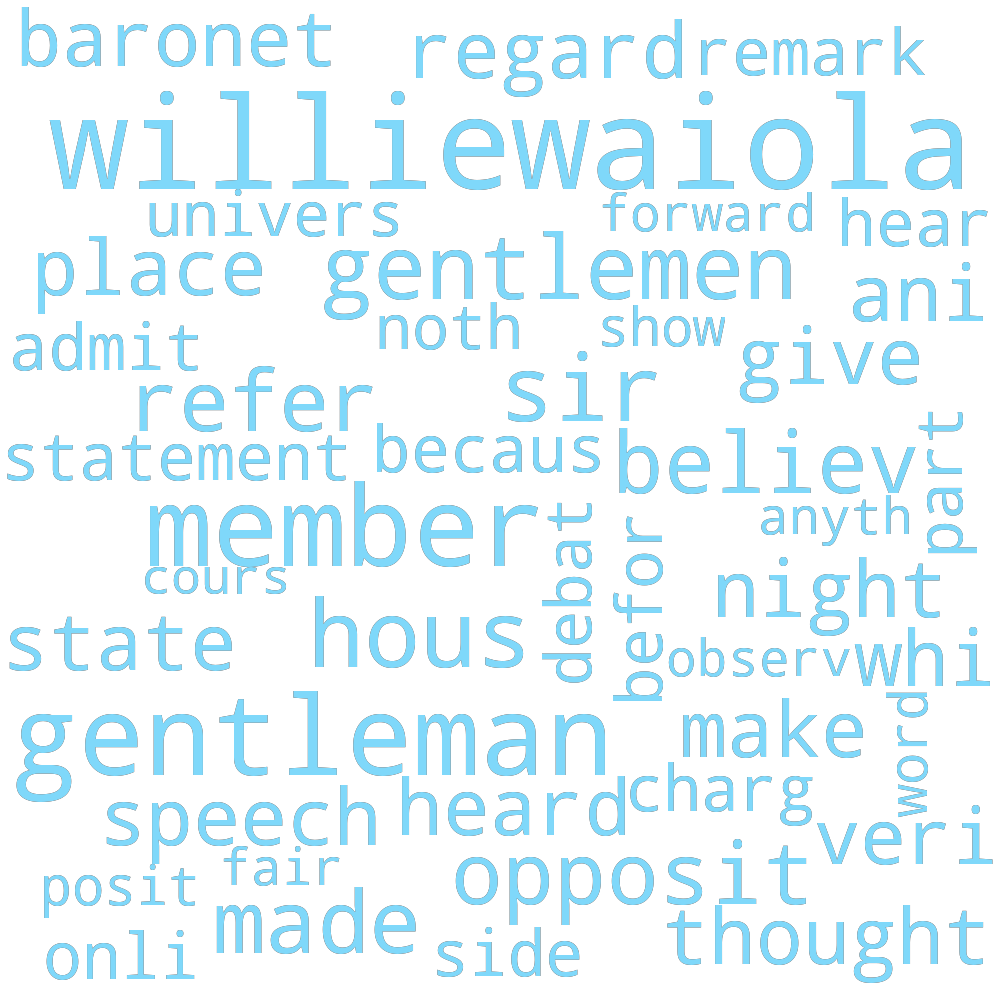 baronet regard remark
williewaiola
univers forward hear
place gentlemen ani
admit noth show give
refer sir
statement becaus believ part
member debat befor anyth
cours night
state hous observ whi
gentleman make word
speech heard charg veri
posit fair opposit
onli made side thought